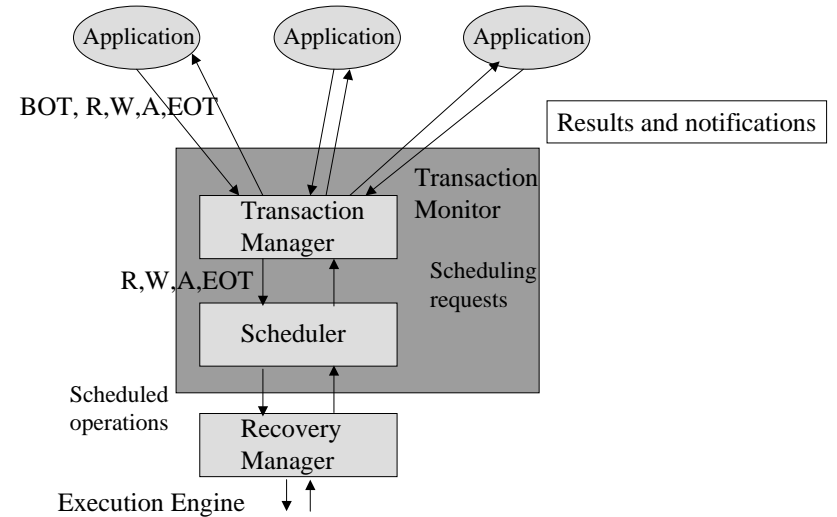 Application
Application
Application
BOT, R,W,A,EOT
Results and notifications
Transaction
Monitor
Transaction
Manager
Scheduling
requests
R,W,A,EOT
Scheduler
Scheduled
operations
Recovery
Manager
Execution Engine